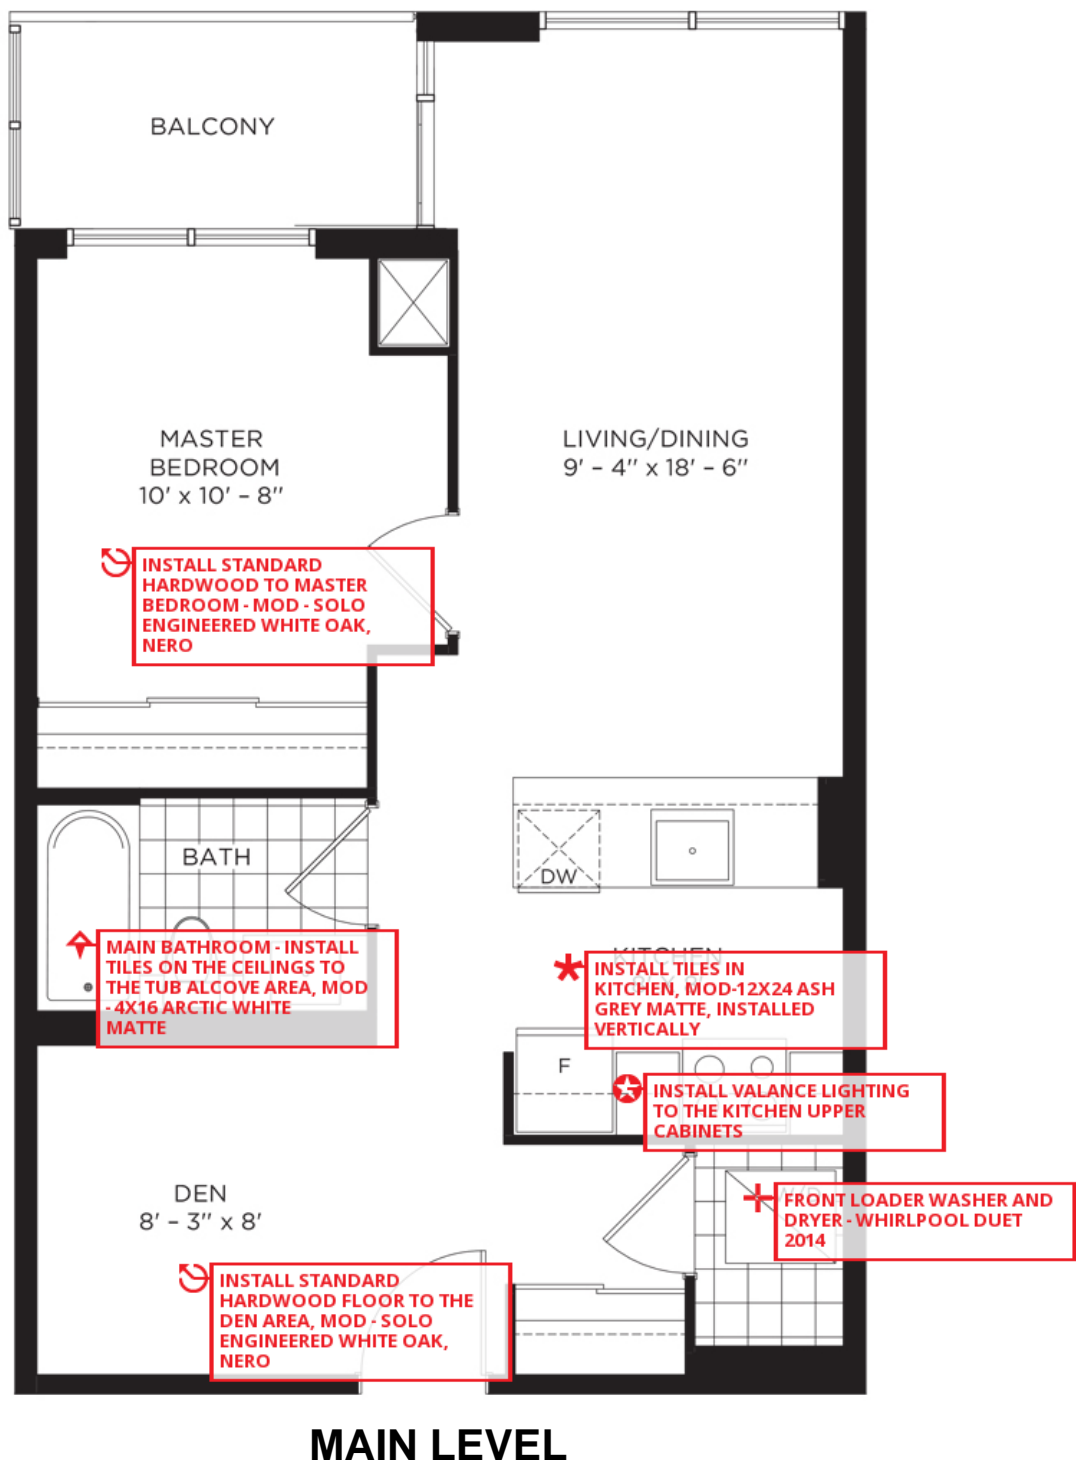 BALCONY
MASTER
BEDROOM
10' x 10' – 8"
LIVING/DINING
9' – 4" x 18' – 6"
INSTALL STANDARD
HARDWOOD TO MASTER
BEDROOM - MOD - SOLO
ENGINEERED WHITE OAK,
NERO
BATH
DW
MAIN BATHROOM - INSTALL
TILES ON THE CEILINGS TO
THE TUB ALCOVE AREA, MOD
- 4X16 ARCTIC WHITE
MATTE
KITCHEN
INSTALL TILES IN
KITCHEN, MOD-12X24 ASH
GREY MATTE, INSTALLED
VERTICALLY
F
INSTALL VALANCE LIGHTING
TO THE KITCHEN UPPER
CABINETS
DEN
8' – 3" x 8'
W/D
FRONT LOADER WASHER AND
DRYER - WHIRLPOOL DUET
2014
INSTALL STANDARD
HARDWOOD FLOOR TO THE
DEN AREA, MOD - SOLO
ENGINEERED WHITE OAK,
NERO
MAIN LEVEL